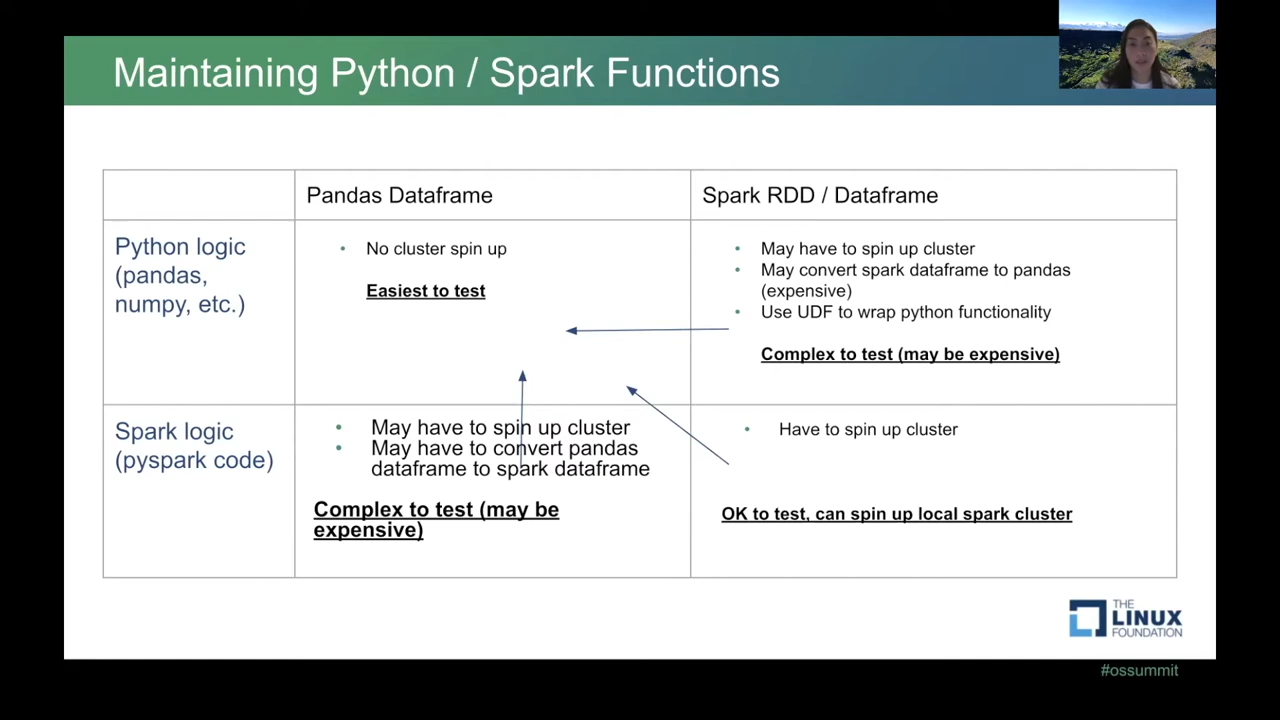 Maintaining Python / Spark Functions
Pandas Dataframe
Spark RDD / Dataframe
Python logic
(pandas,
numpy, etc.)
• No cluster spin up
Easiest to test
• May have to spin up cluster
• May convert spark dataframe to pandas
(expensive)
• Use UDF to wrap python functionality
Complex to test (may be expensive)
Spark logic
(pyspark code)
• May have to spin up cluster
• May have to convert pandas
dataframe to spark dataframe
Complex to test (may be
expensive)
• Have to spin up cluster
OK to test, can spin up local spark cluster
THE
LINUX
FOUNDATION
#ossummit